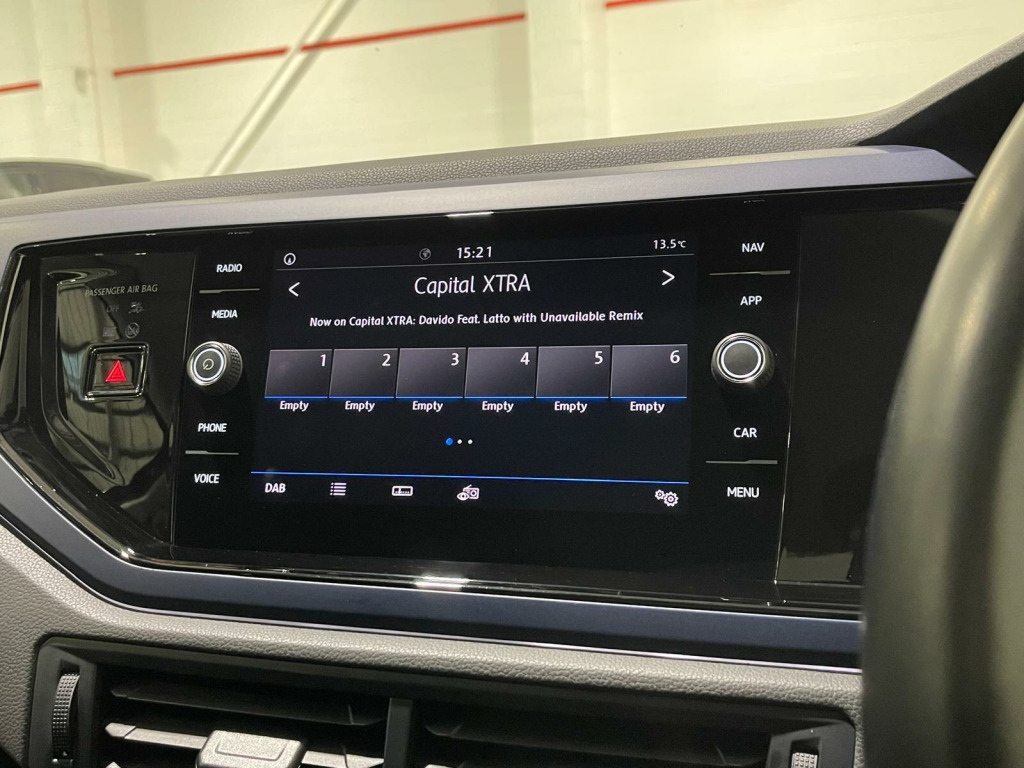 PASSENGER AIR BAG
OFF
RADIO
MEDIA
PHONE
VOICE
15:21
13.5°C
< Capital XTRA >
Now on Capital XTRA: Davido Feat. Latto with Unavailable Remix
1 2 3 4 5 6
Empty Empty Empty Empty Empty Empty
DAB
NAV
APP
CAR
MENU